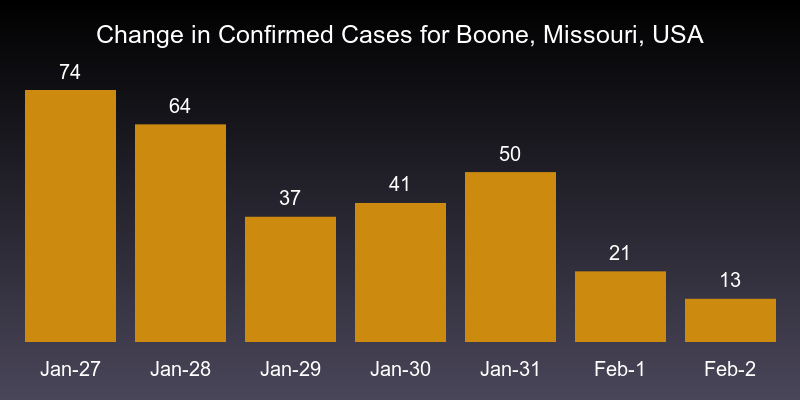 Change in Confirmed Cases for Boone, Missouri, USA
74
64
37
41
50
21
13
Jan-27
Jan-28
Jan-29
Jan-30
Jan-31
Feb-1
Feb-2